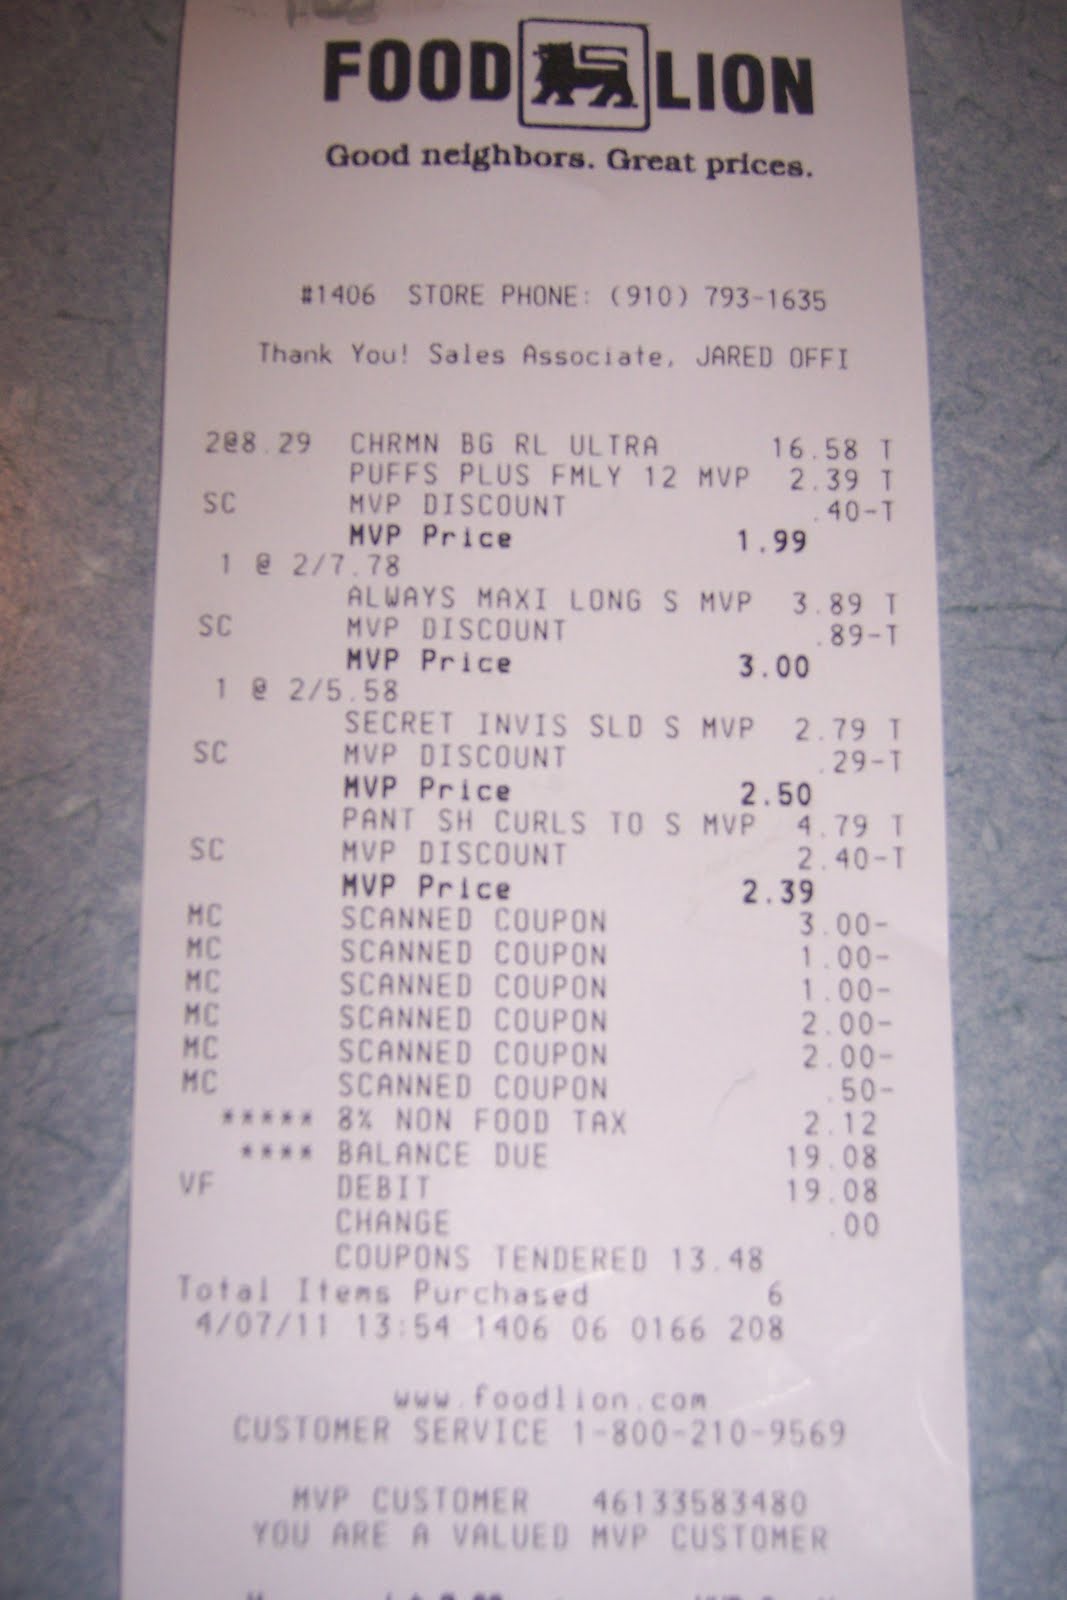 FOOD LION
Good neighbors. Great prices.
#1406 STORE PHONE: (910) 793-1635
Thank You! Sales Associate, JARED OFFI
2@8.29 CHRMN BG RL ULTRA 16.58 T
PUFFS PLUS FMLY 12 MVP 2.39 T
SC MVP DISCOUNT .40-T
MVP Price 1.99
1 @ 2/7.78
ALWAYS MAXI LONG S MVP 3.89 T
SC MVP DISCOUNT .89-T
MVP Price 3.00
1 @ 2/5.58
SECRET INVIS SLD S MVP 2.79 T
SC MVP DISCOUNT .29-T
MVP Price 2.50
PANT SH CURLS TO S MVP 4.79 T
SC MVP DISCOUNT 2.40-T
MVP Price 2.39
MC SCANNED COUPON 3.00-
MC SCANNED COUPON 1.00-
MC SCANNED COUPON 1.00-
MC SCANNED COUPON 2.00-
MC SCANNED COUPON 2.00-
MC SCANNED COUPON .50-
***** 8% NON FOOD TAX 2.12
**** BALANCE DUE 19.08
VF DEBIT 19.08
CHANGE .00
COUPONS TENDERED 13.48
Total Items Purchased 6
4/07/11 13:54 1406 06 0166 208
www.foodlion.com
CUSTOMER SERVICE 1-800-210-9569
MVP CUSTOMER 46133583480
YOU ARE A VALUED MVP CUSTOMER